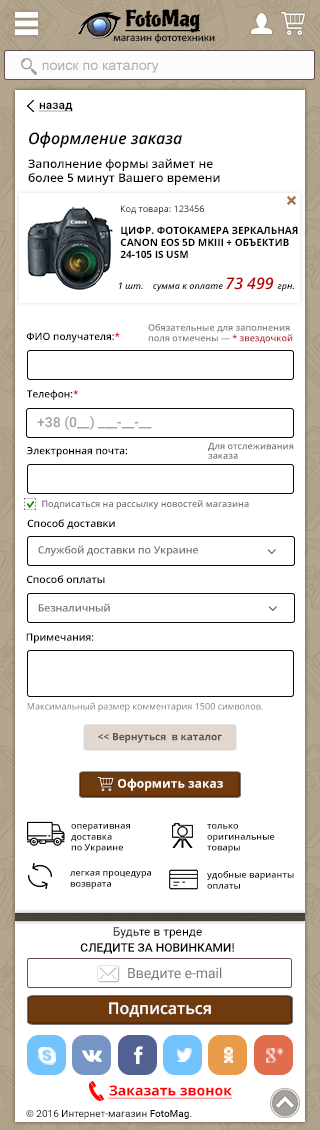 FotoMag
магазин фототехники
поиск по каталогу
назад
Оформление заказа
Заполнение формы займет не
более 5 минут Вашего времени
Код товара: 123456
ЦИФР. ФОТОКАМЕРА ЗЕРКАЛЬНАЯ
CANON EOS 5D MKIII + ОБЪЕКТИВ
24-105 IS USM
1 шт. сумма к оплате 73 499 грн.
Обязательные для заполнения
поля отмечены — * звездочкой
ФИО получателя:*
Телефон:*
+38 (0__) ___-__-__
Электронная почта:
Для отслеживания
заказа
Подписаться на рассылку новостей магазина
Способ доставки
Службой доставки по Украине
Способ оплаты
Безналичный
Примечания:
Максимальный размер комментария 1500 символов.
<< Вернуться в каталог
Оформить заказ
оперативная
доставка
по Украине
только
оригинальные
товары
легкая процедура
возврата
удобные варианты
оплаты
Будьте в тренде
СЛЕДИТЕ ЗА НОВИНКАМИ!
Введите e-mail
Подписаться
Заказать звонок
© 2016 Интернет-магазин FotoMag.